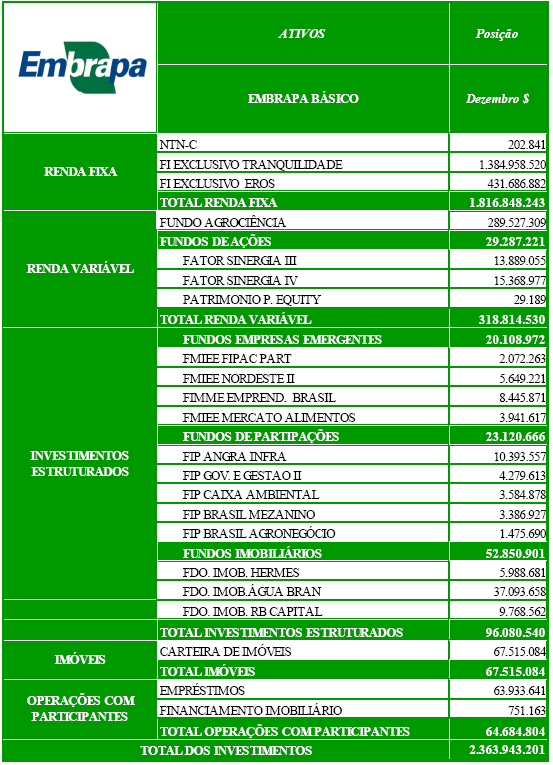 Embrapa
ATIVOS Posição
EMBRAPA BÁSICO Dezembro $
RENDA FIXA
NTN-C 202.841
FI EXCLUSIVO TRANQUILIDADE 1.384.958.520
FI EXCLUSIVO EROS 431.686.882
TOTAL RENDA FIXA 1.816.848.243
RENDA VARIÁVEL
FUNDO AGROCIÊNCIA 289.527.309
FUNDOS DE AÇÕES 29.287.221
FATOR SINERGIA III 13.889.055
FATOR SINERGIA IV 15.368.977
PATRIMONIO P. EQUITY 29.189
TOTAL RENDA VARIÁVEL 318.814.530
INVESTIMENTOS
ESTRUTURADOS
FUNDOS EMPRESAS EMERGENTES 20.108.972
FMIEE FIPAC PART 2.072.263
FMIEE NORDESTE II 5.649.221
FIMME EMPREND. BRASIL 8.445.871
FMIEE MERCATO ALIMENTOS 3.941.617
FUNDOS DE PARTIPAÇÕES 23.120.666
FIP ANGRA INFRA 10.393.557
FIP GOV. E GESTAO II 4.279.613
FIP CAIXA AMBIENTAL 3.584.878
FIP BRASIL MEZANINO 3.386.927
FIP BRASIL AGRONEGÓCIO 1.475.690
FUNDOS IMOBILIÁRIOS 52.850.901
FDO. IMOB. HERMES 5.988.681
FDO. IMOB.ÁGUA BRAN 37.093.658
FDO. IMOB. RB CAPITAL 9.768.562
TOTAL INVESTIMENTOS ESTRUTURADOS 96.080.540
IMÓVEIS
CARTEIRA DE IMÓVEIS 67.515.084
TOTAL IMÓVEIS 67.515.084
OPERAÇÕES COM
PARTICIPANTES
EMPRÉSTIMOS 63.933.641
FINANCIAMENTO IMOBILIÁRIO 751.163
TOTAL OPERAÇÕES COM PARTICIPANTES 64.684.804
TOTAL DOS INVESTIMENTOS 2.363.943.201